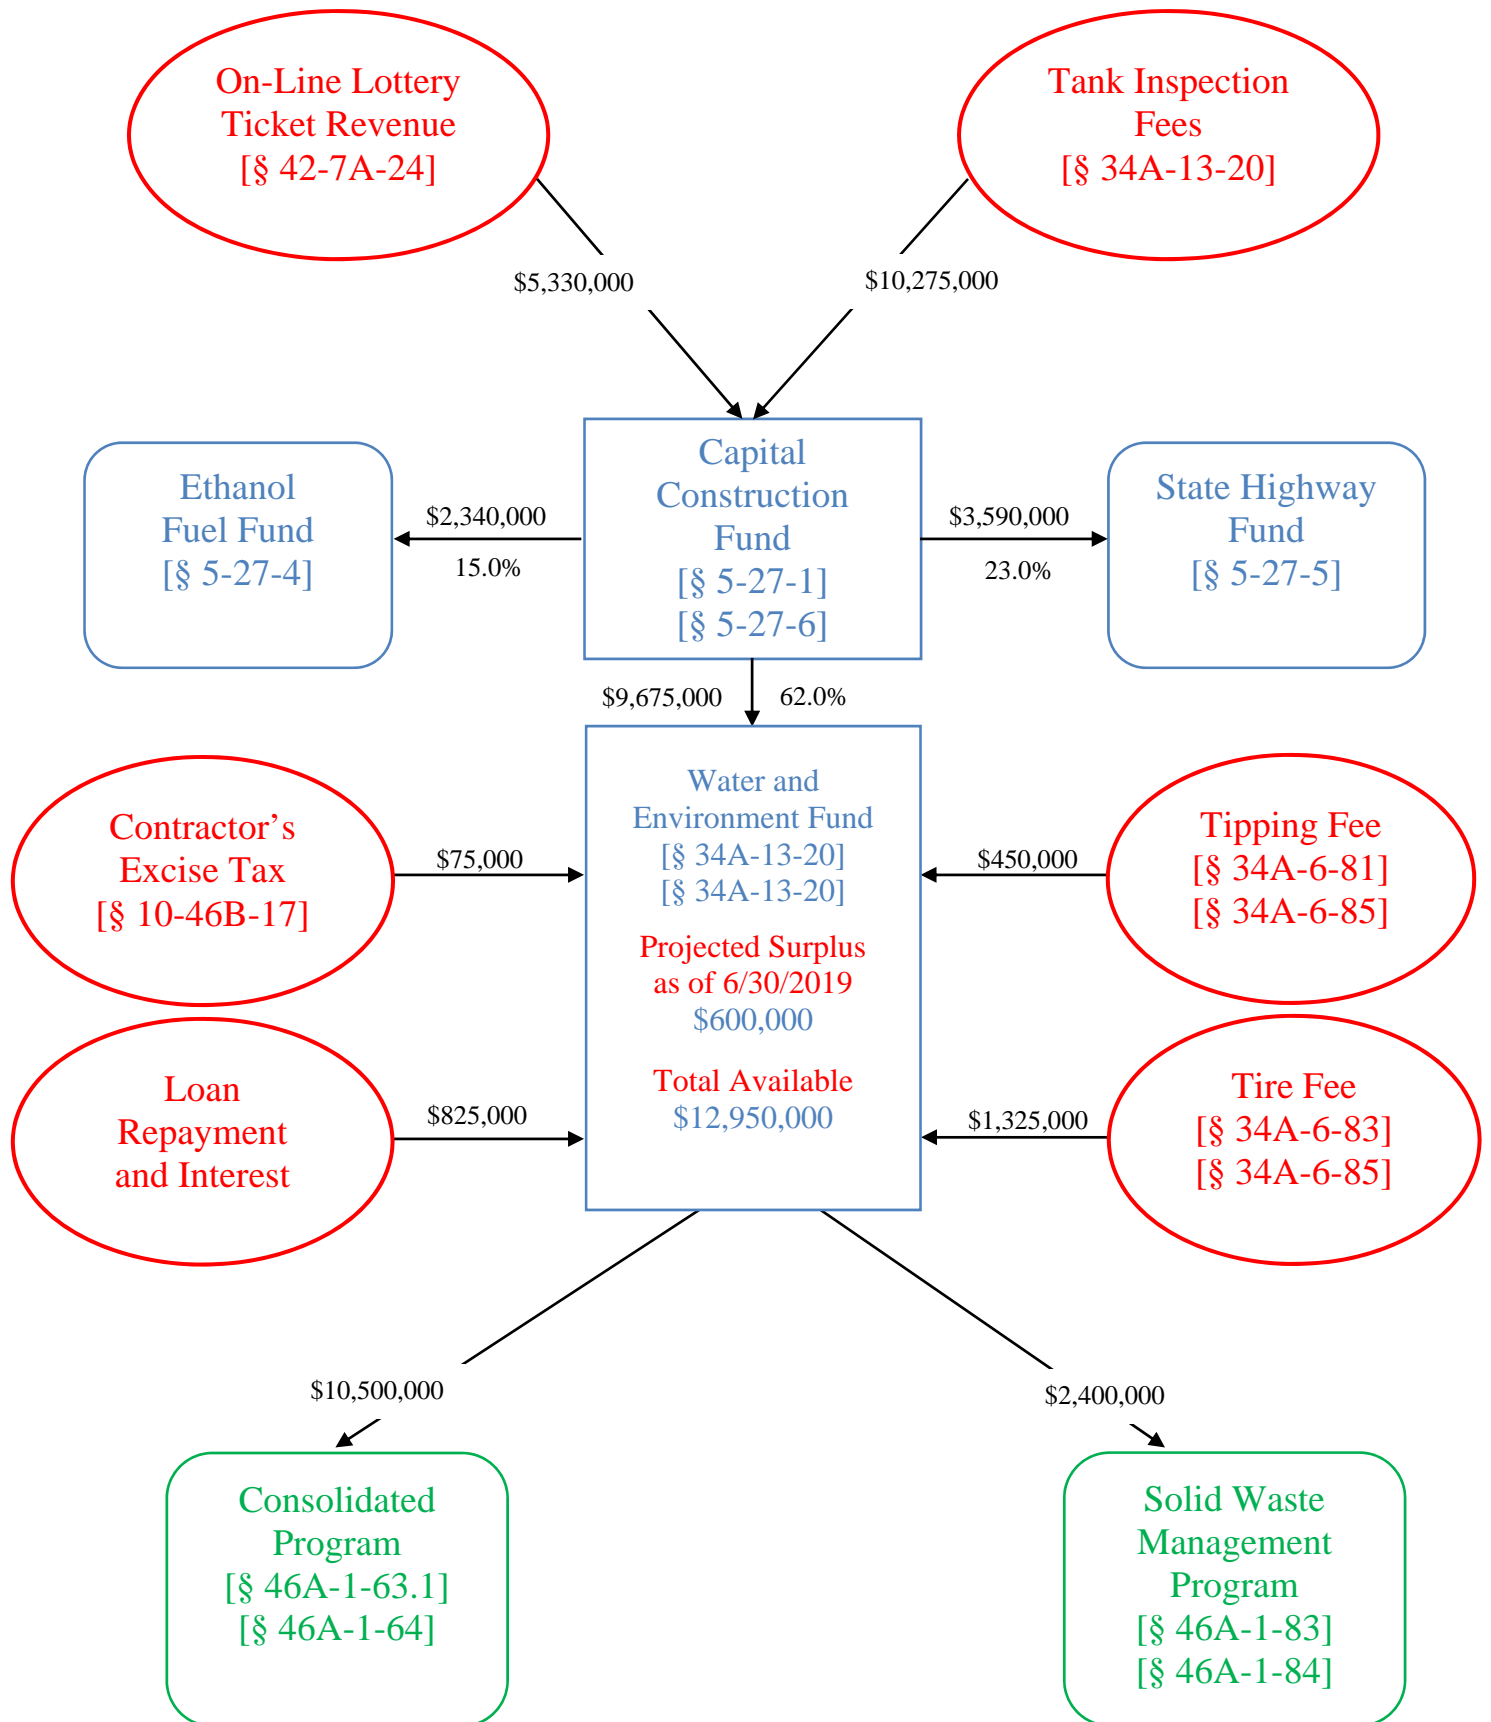 On-Line Lottery
Ticket Revenue
[§ 42-7A-24]
Tank Inspection
Fees
[§ 34A-13-20]
$5,330,000
$10,275,000
Ethanol
Fuel Fund
[§ 5-27-4]
$2,340,000
15.0%
Capital
Construction
Fund
[§ 5-27-1]
[§ 5-27-6]
$3,590,000
23.0%
State Highway
Fund
[§ 5-27-5]
$9,675,000
62.0%
Contractor’s
Excise Tax
[§ 10-46B-17]
$75,000
Water and
Environment Fund
[§ 34A-13-20]
[§ 34A-13-20]
Projected Surplus
as of 6/30/2019
$600,000
Total Available
$12,950,000
$450,000
Tipping Fee
[§ 34A-6-81]
[§ 34A-6-85]
Loan
Repayment
and Interest
$825,000
$1,325,000
Tire Fee
[§ 34A-6-83]
[§ 34A-6-85]
$10,500,000
$2,400,000
Consolidated
Program
[§ 46A-1-63.1]
[§ 46A-1-64]
Solid Waste
Management
Program
[§ 46A-1-83]
[§ 46A-1-84]